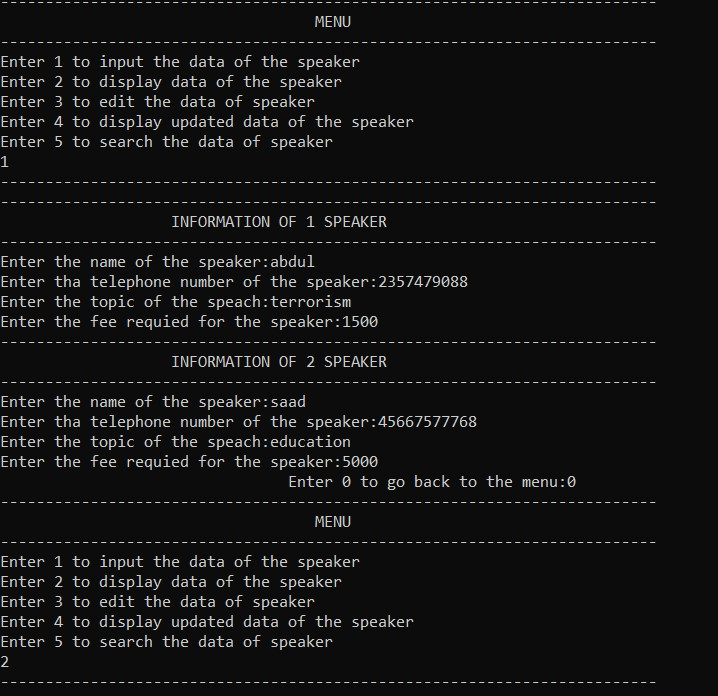 -------------------------------------------------------------------------
MENU
-------------------------------------------------------------------------
Enter 1 to input the data of the speaker
Enter 2 to display data of the speaker
Enter 3 to edit the data of speaker
Enter 4 to display updated data of the speaker
Enter 5 to search the data of speaker
1
-------------------------------------------------------------------------
-------------------------------------------------------------------------
INFORMATION OF 1 SPEAKER
-------------------------------------------------------------------------
Enter the name of the speaker:abdul
Enter tha telephone number of the speaker:2357479088
Enter the topic of the speach:terrorism
Enter the fee requied for the speaker:1500
-------------------------------------------------------------------------
INFORMATION OF 2 SPEAKER
-------------------------------------------------------------------------
Enter the name of the speaker:saad
Enter tha telephone number of the speaker:45667577768
Enter the topic of the speach:education
Enter the fee requied for the speaker:5000
Enter 0 to go back to the menu:0
-------------------------------------------------------------------------
MENU
-------------------------------------------------------------------------
Enter 1 to input the data of the speaker
Enter 2 to display data of the speaker
Enter 3 to edit the data of speaker
Enter 4 to display updated data of the speaker
Enter 5 to search the data of speaker
2
-------------------------------------------------------------------------